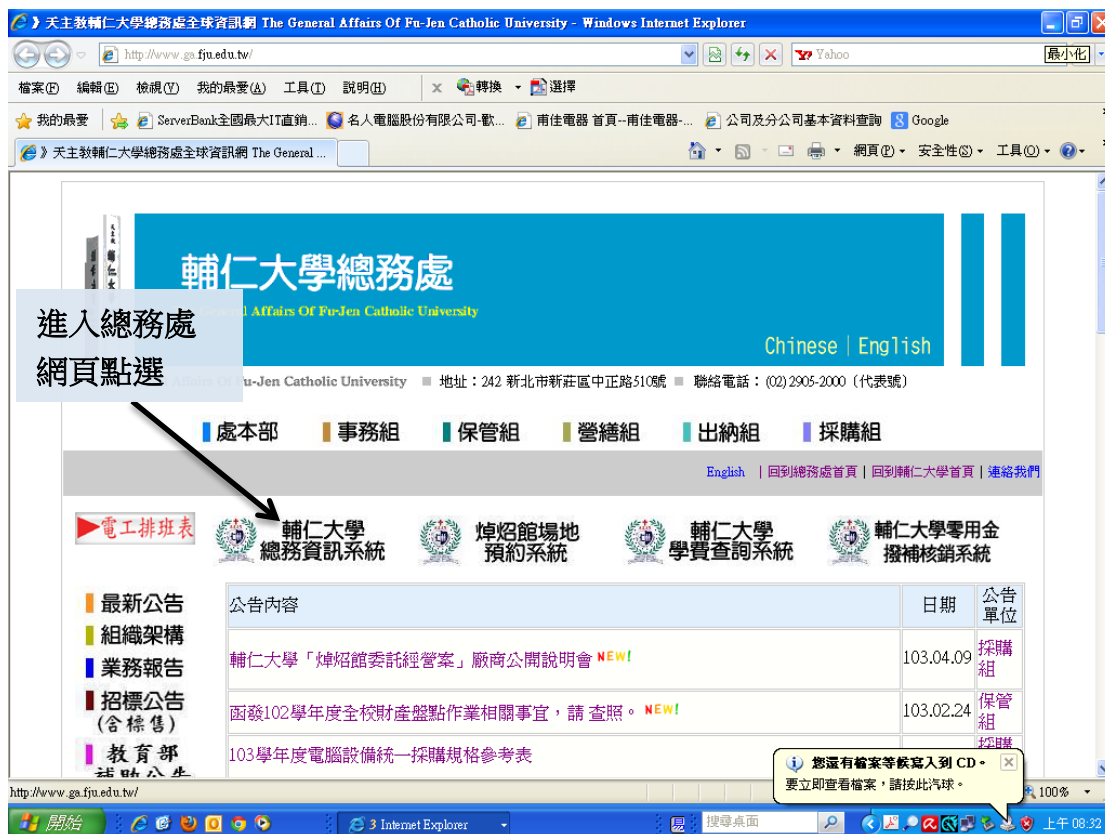 》天主教輔仁大學總務處全球資訊網 The General Affairs Of Fu-Jen Catholic University - Windows Internet Explorer
http://www.ga.fju.edu.tw/
Yahoo
最小化
檔案(F) 編輯(E) 檢視(V) 我的最愛(A) 工具(T) 說明(H) x 轉換 選擇
我的最愛 ServerBank全國最大IT直銷... 名人電腦股份有限公司-歡... 甫佳電器 首頁--甫佳電器-... 公司及分公司基本資料查詢 Google
》天主教輔仁大學總務處全球資訊網 The General ...
網頁(P) 安全性(S) 工具(O)
輔仁大學總務處
General Affairs Of Fu-Jen Catholic University
Chinese | English
進入總務處
網頁點選
Fu-Jen Catholic University 地址：242 新北市新莊區中正路510號 聯絡電話：(02) 2905-2000（代表號）
處本部 事務組 保管組 營繕組 出納組 採購組
English | 回到總務處首頁 | 回到輔仁大學首頁 | 連絡我們
電工排班表
輔仁大學
總務資訊系統
焯炤館場地
預約系統
輔仁大學
學費查詢系統
輔仁大學零用金
撥補核銷系統
最新公告
組織架構
業務報告
招標公告
(含標售)
教育部
補助公告
公告內容 日期 公告單位
輔仁大學「焯炤館委託經營案」廠商公開說明會 NEW! 103.04.09 採購組
函發102學年度全校財產盤點作業相關事宜，請 查照。 NEW! 103.02.24 保管組
103學年度電腦設備統一採購規格參考表
採購
您還有檔案等候寫入到 CD。
要立即查看檔案，請按此汽球。
http://www.ga.fju.edu.tw/
100%
開始
3 Internet Explorer
搜尋桌面
上午 08:32